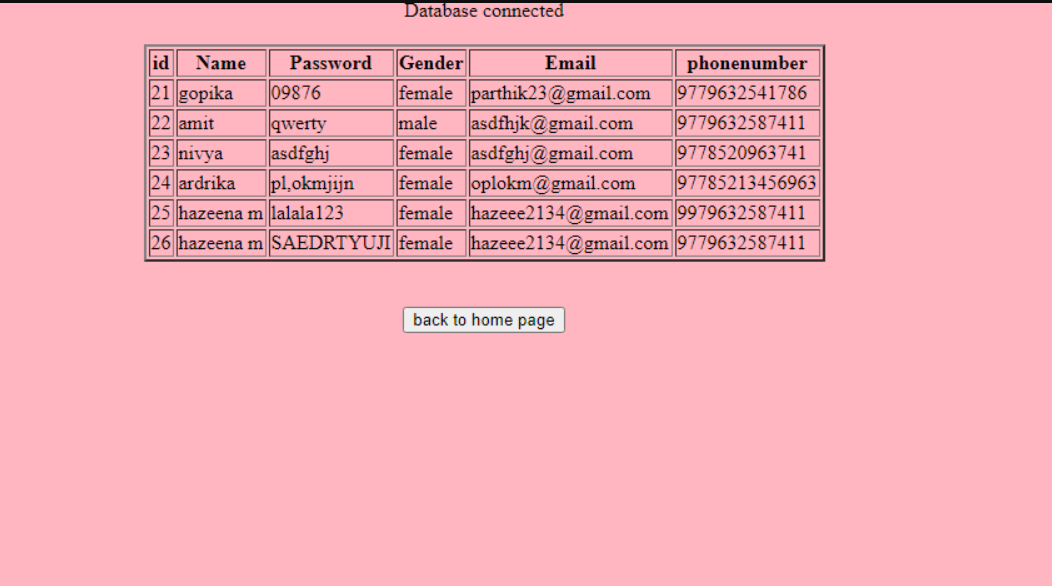 Database connected
id Name Password Gender Email phonenumber
21 gopika 09876 female parthik23@gmail.com 9779632541786
22 amit qwerty male asdfhjk@gmail.com 9779632587411
23 nivya asdfghj female asdfghj@gmail.com 9778520963741
24 ardrika pl,okmjijn female oplokm@gmail.com 97785213456963
25 hazeena m lalala123 female hazeee2134@gmail.com 9979632587411
26 hazeena m SAEDRTYUJI female hazeee2134@gmail.com 9779632587411
back to home page